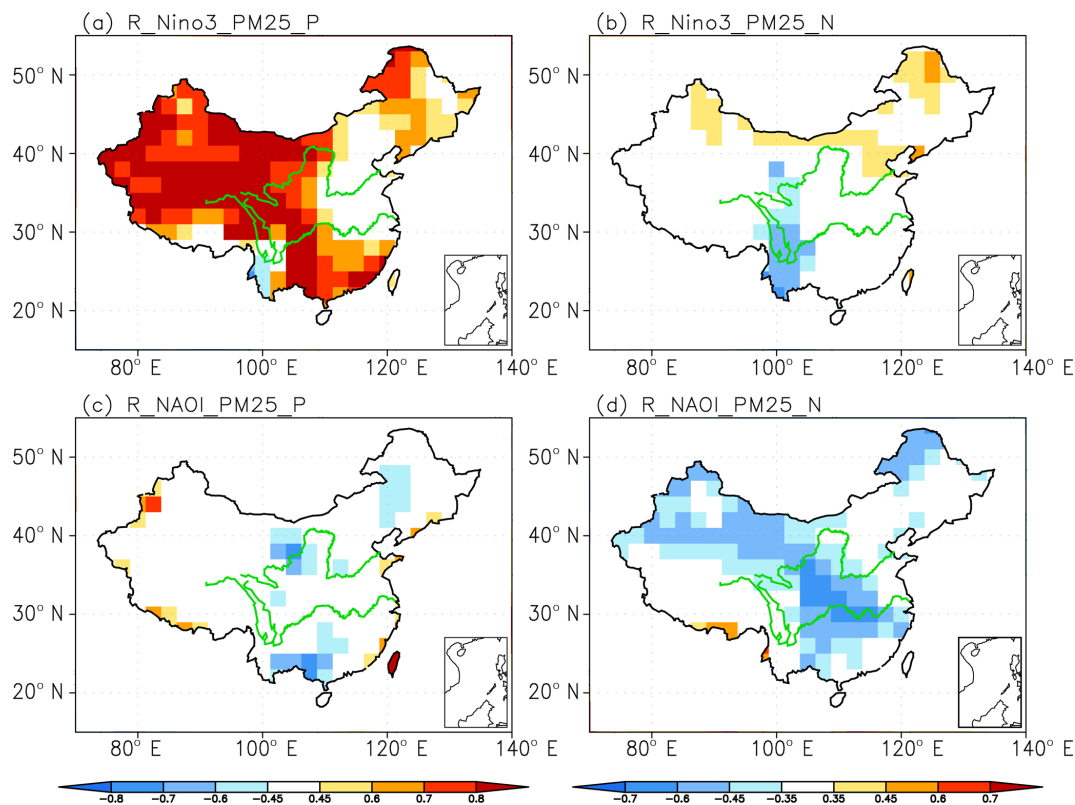 (a) R_Nino3_PM25_P
(b) R_Nino3_PM25_N
50° N
40° N
30° N
20° N
80° E
100° E
120° E
140° E
50° N
40° N
30° N
20° N
80° E
100° E
120° E
140° E
(c) R_NAOI_PM25_P
(d) R_NAOI_PM25_N
50° N
40° N
30° N
20° N
80° E
100° E
120° E
140° E
50° N
40° N
30° N
20° N
80° E
100° E
120° E
140° E
-0.8 -0.7 -0.6 -0.45 0.45 0.6 0.7 0.8
-0.7 -0.6 -0.45 -0.35 0.35 0.45 0.6 0.7